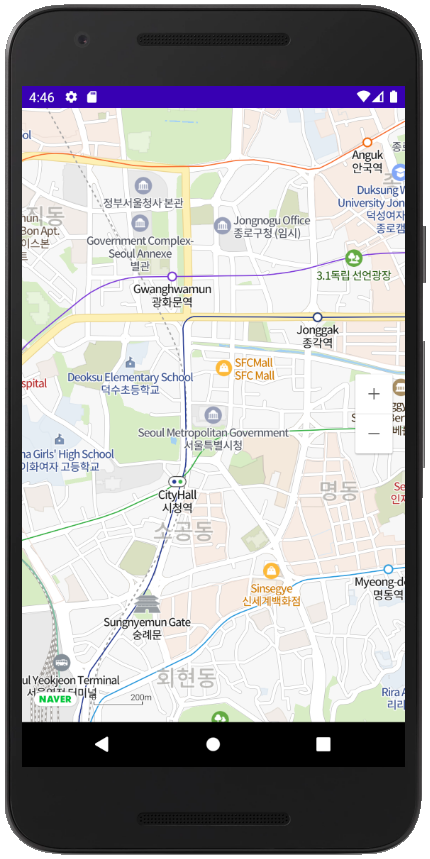 4:46
Anguk
안국역
종로
정부서울청사 본관
Duksung W
University Jon
덕성여자
종로캠
Jongnogu Office
종로구청 (임시)
Government Complex-
Seoul Annexe
별관
Bon Apt.
이스본
트
3.1독립 선언광장
Gwanghwamun
광화문역
Jonggak
종각역
SFCMall
SFC Mall
spital
Deoksu Elementary School
덕수초등학교
+
Seoul Metropolitan Government
서울특별시청
−
na Girls' High School
이화여자 고등학교
CityHall
시청역
명동
소공동
Sinsegye
신세계백화점
Myeong-do
명동역
Sungnyemun Gate
숭례문
회현동
ul Yeokjeon Terminal
서울역전 터미널
NAVER
200m
Rira A
리라